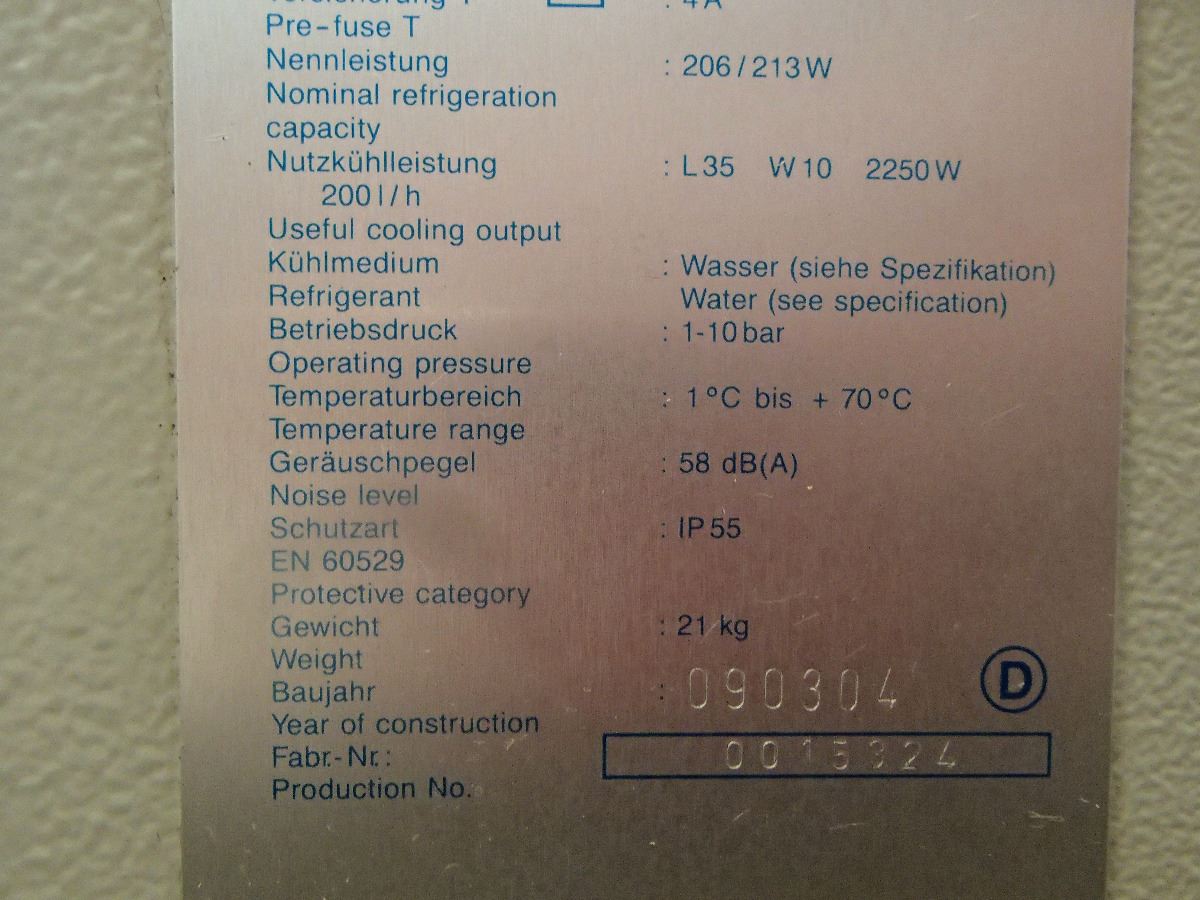 : 4 A
Pre-fuse T
Nennleistung : 206/213 W
Nominal refrigeration
capacity
Nutzkühlleistung : L35 W10 2250 W
200 l/h
Useful cooling output
Kühlmedium : Wasser (siehe Spezifikation)
Refrigerant Water (see specification)
Betriebsdruck : 1-10 bar
Operating pressure
Temperaturbereich : 1°C bis + 70°C
Temperature range
Geräuschpegel : 58 dB(A)
Noise level
Schutzart : IP 55
EN 60529
Protective category
Gewicht : 21 kg
Weight
Baujahr : 090304 D
Year of construction
Fabr.-Nr.: 0015324
Production No.